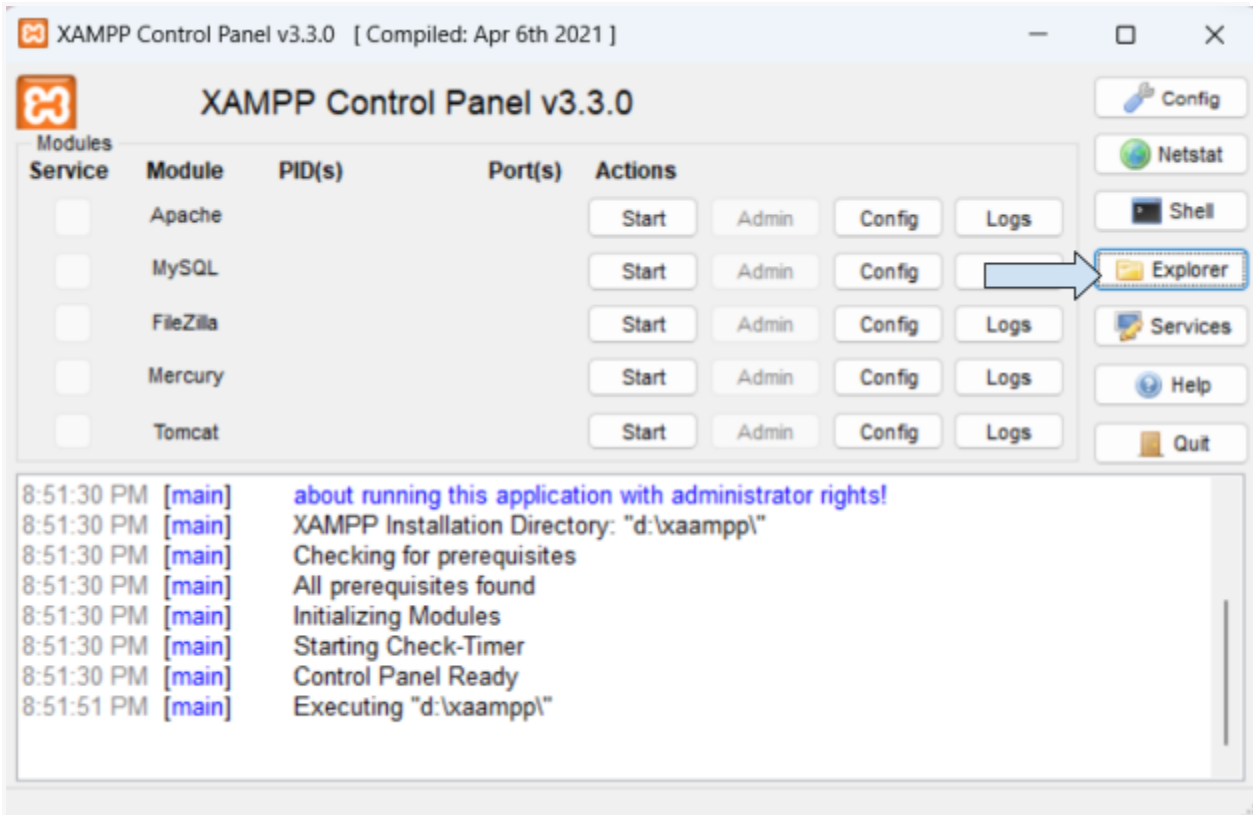 XAMPP Control Panel v3.3.0 [ Compiled: Apr 6th 2021 ]
XAMPP Control Panel v3.3.0
Config
Modules
Netstat
Service Module PID(s) Port(s) Actions
Shell
Apache Start Admin Config Logs
MySQL Start Admin Config
Explorer
FileZilla Start Admin Config Logs
Services
Mercury Start Admin Config Logs
Help
Tomcat Start Admin Config Logs
Quit
8:51:30 PM [main] about running this application with administrator rights!
8:51:30 PM [main] XAMPP Installation Directory: "d:\xaampp\"
8:51:30 PM [main] Checking for prerequisites
8:51:30 PM [main] All prerequisites found
8:51:30 PM [main] Initializing Modules
8:51:30 PM [main] Starting Check-Timer
8:51:30 PM [main] Control Panel Ready
8:51:51 PM [main] Executing "d:\xaampp\"